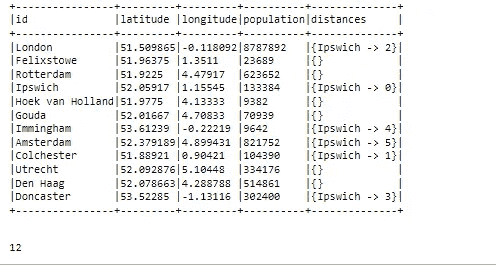 +----------------+---------+---------+----------+--------------+
|id              |latitude |longitude|population|distances     |
+----------------+---------+---------+----------+--------------+
|London          |51.509865|-0.118092|8787892   |{Ipswich -> 2}|
|Felixstowe      |51.96375 |1.3511   |23689     |{}            |
|Rotterdam       |51.9225  |4.47917  |623652    |{}            |
|Ipswich         |52.05917 |1.15545  |133384    |{Ipswich -> 0}|
|Hoek van Holland|51.9775  |4.13333  |9382      |{}            |
|Gouda           |52.01667 |4.70833  |70939     |{}            |
|Immingham       |53.61239 |-0.22219 |9642      |{Ipswich -> 4}|
|Amsterdam       |52.379189|4.899431 |821752    |{Ipswich -> 5}|
|Colchester      |51.88921 |0.90421  |104390    |{Ipswich -> 1}|
|Utrecht         |52.092876|5.10448  |334176    |{}            |
|Den Haag        |52.078663|4.288788 |514861    |{}            |
|Doncaster       |53.52285 |-1.13116 |302400    |{Ipswich -> 3}|
+----------------+---------+---------+----------+--------------+
12